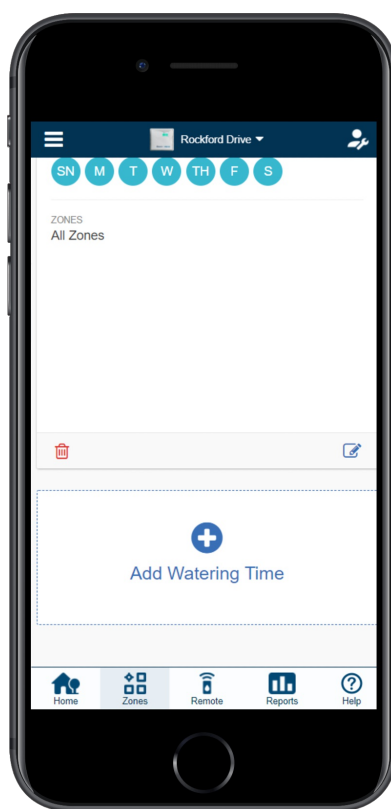 Rockford Drive
SN M T W TH F S
ZONES
All Zones
Add Watering Time
Home Zones Remote Reports Help